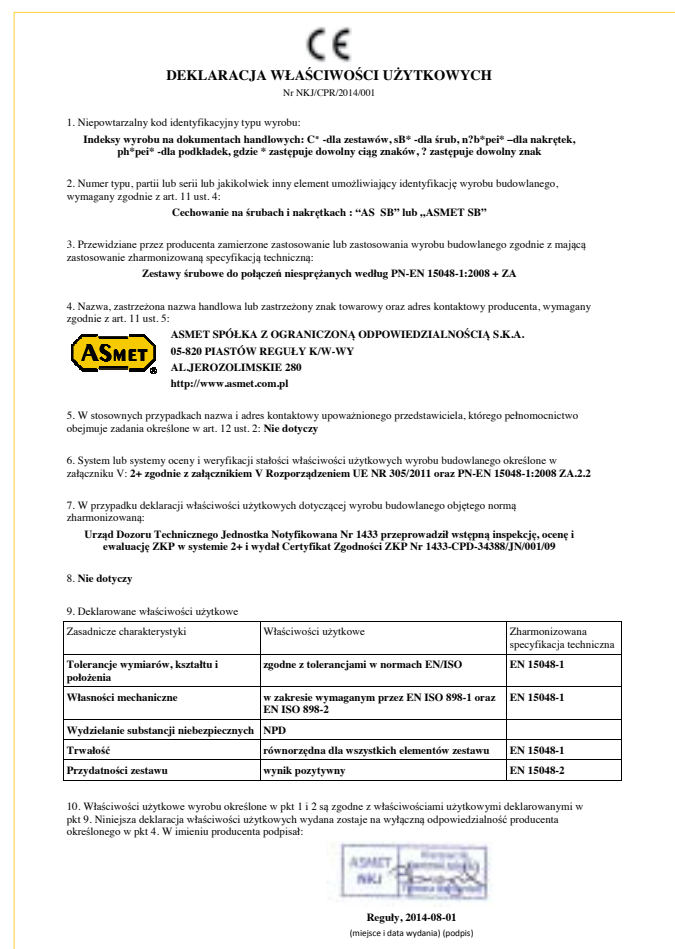 CE
DEKLARACJA WŁAŚCIWOŚCI UŻYTKOWYCH
Nr NKJ/CPR/2014/001
1. Niepowtarzalny kod identyfikacyjny typu wyrobu:
Indeksy wyrobu na dokumentach handlowych: C* -dla zestawów, sB* -dla śrub, n?b*pei* –dla nakrętek,
ph*pei* -dla podkładek, gdzie * zastępuje dowolny ciąg znaków, ? zastępuje dowolny znak
2. Numer typu, partii lub serii lub jakikolwiek inny element umożliwiający identyfikację wyrobu budowlanego,
wymagany zgodnie z art. 11 ust. 4:
Cechowanie na śrubach i nakrętkach : “AS SB” lub „ASMET SB”
3. Przewidziane przez producenta zamierzone zastosowanie lub zastosowania wyrobu budowlanego zgodnie z mającą
zastosowanie zharmonizowaną specyfikacją techniczną:
Zestawy śrubowe do połączeń niesprężanych według PN-EN 15048-1:2008 + ZA
4. Nazwa, zastrzeżona nazwa handlowa lub zastrzeżony znak towarowy oraz adres kontaktowy producenta, wymagany
zgodnie z art. 11 ust. 5:
ASMET
®
ASMET SPÓŁKA Z OGRANICZONĄ ODPOWIEDZIALNOŚCIĄ S.K.A.
05-820 PIASTÓW REGUŁY K/W-WY
AL.JEROZOLIMSKIE 280
http://www.asmet.com.pl
5. W stosownych przypadkach nazwa i adres kontaktowy upoważnionego przedstawiciela, którego pełnomocnictwo
obejmuje zadania określone w art. 12 ust. 2: Nie dotyczy
6. System lub systemy oceny i weryfikacji stałości właściwości użytkowych wyrobu budowlanego określone w
załączniku V: 2+ zgodnie z załącznikiem V Rozporządzeniem UE NR 305/2011 oraz PN-EN 15048-1:2008 ZA.2.2
7. W przypadku deklaracji właściwości użytkowych dotyczącej wyrobu budowlanego objętego normą
zharmonizowaną:
Urząd Dozoru Technicznego Jednostka Notyfikowana Nr 1433 przeprowadził wstępną inspekcję, ocenę i
ewaluację ZKP w systemie 2+ i wydał Certyfikat Zgodności ZKP Nr 1433-CPD-34388/JN/001/09
8. Nie dotyczy
9. Deklarowane właściwości użytkowe
Zasadnicze charakterystyki Właściwości użytkowe Zharmonizowana
specyfikacja techniczna
Tolerancje wymiarów, kształtu i zgodne z tolerancjami w normach EN/ISO EN 15048-1
położenia
Własności mechaniczne w zakresie wymaganym przez EN ISO 898-1 oraz EN 15048-1
EN ISO 898-2
Wydzielanie substancji niebezpiecznych NPD
Trwałość równorzędna dla wszystkich elementów zestawu EN 15048-1
Przydatności zestawu wynik pozytywny EN 15048-2
10. Właściwości użytkowe wyrobu określone w pkt 1 i 2 są zgodne z właściwościami użytkowymi deklarowanymi w
pkt 9. Niniejsza deklaracja właściwości użytkowych wydana zostaje na wyłączną odpowiedzialność producenta
określonego w pkt 4. W imieniu producenta podpisał:
ASMET
NKJ
Reguły, 2014-08-01
(miejsce i data wydania) (podpis)